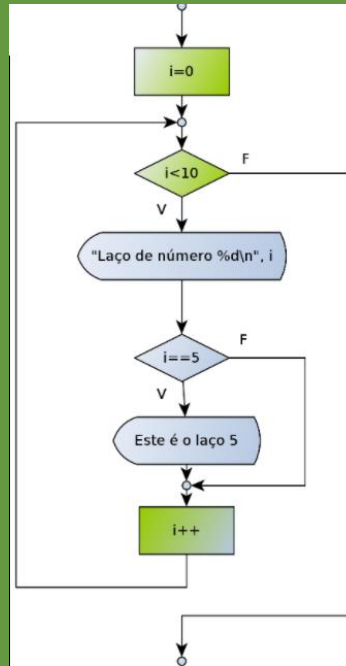 i=0
i<10
F
V
"Laço de número %d\n", i
i==5
F
V
Este é o laço 5
i++